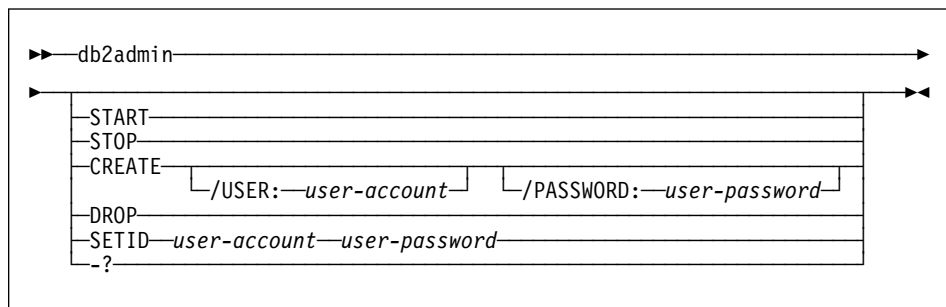 db2admin
START
STOP
CREATE
/USER: user-account /PASSWORD: user-password
DROP
SETID user-account user-password
-?